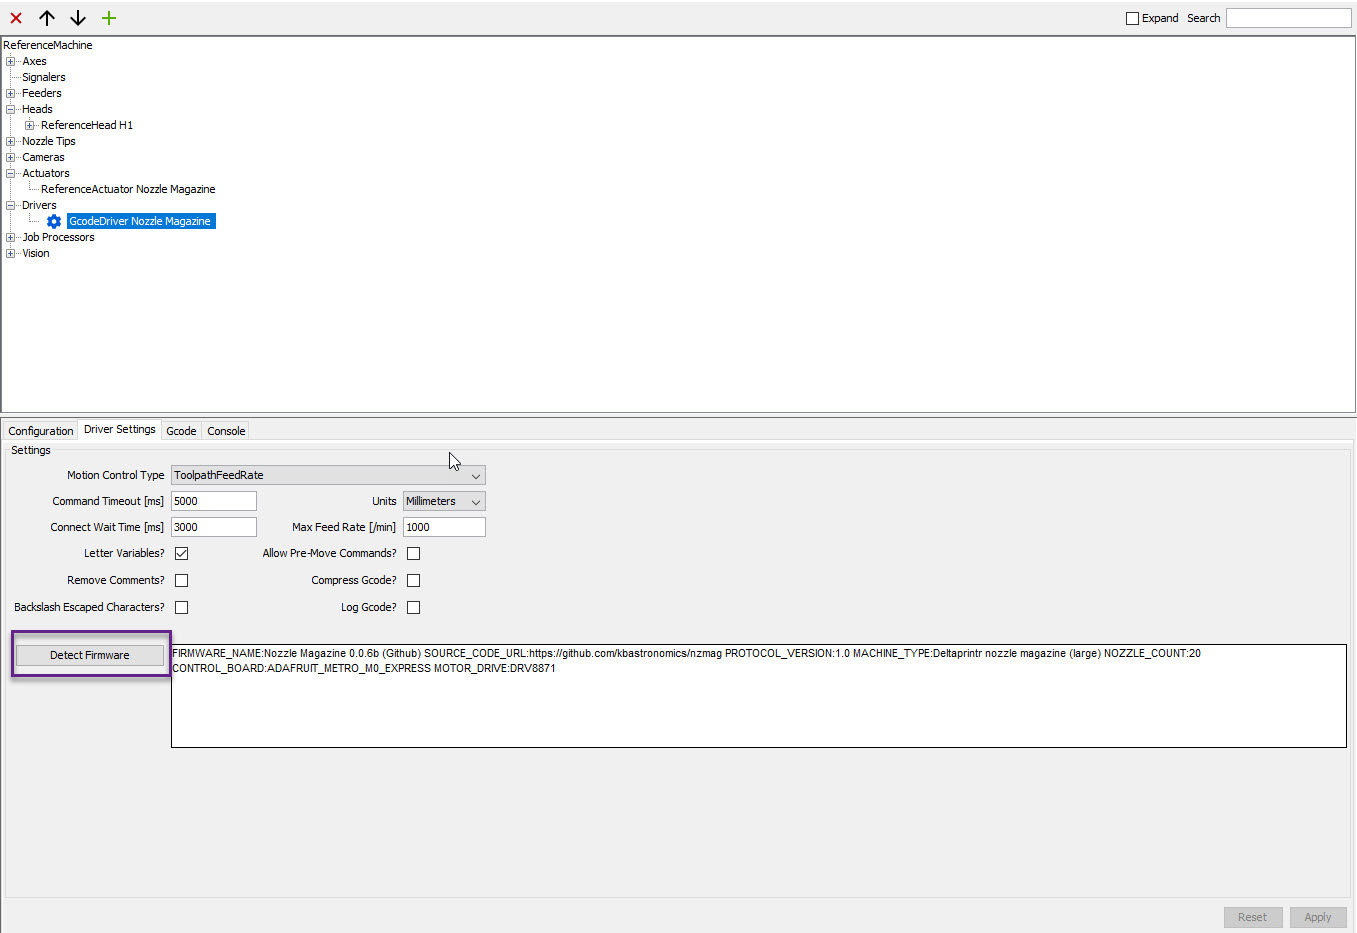 Expand Search
ReferenceMachine
Axes
Signalers
Feeders
Heads
ReferenceHead H1
Nozzle Tips
Cameras
Actuators
ReferenceActuator Nozzle Magazine
Drivers
GcodeDriver Nozzle Magazine
Job Processors
Vision
Configuration Driver Settings Gcode Console
Settings
Motion Control Type ToolpathFeedRate
Command Timeout [ms] 5000 Units Millimeters
Connect Wait Time [ms] 3000 Max Feed Rate [/min] 1000
Letter Variables? Allow Pre-Move Commands?
Remove Comments? Compress Gcode?
Backslash Escaped Characters? Log Gcode?
Detect Firmware FIRMWARE_NAME:Nozzle Magazine 0.0.6b (Github) SOURCE_CODE_URL:https://github.com/kbastronomics/nzmag PROTOCOL_VERSION:1.0 MACHINE_TYPE:Deltaprintr nozzle magazine (large) NOZZLE_COUNT:20
CONTROL_BOARD:ADAFRUIT_METRO_M0_EXPRESS MOTOR_DRIVE:DRV8871
Reset Apply